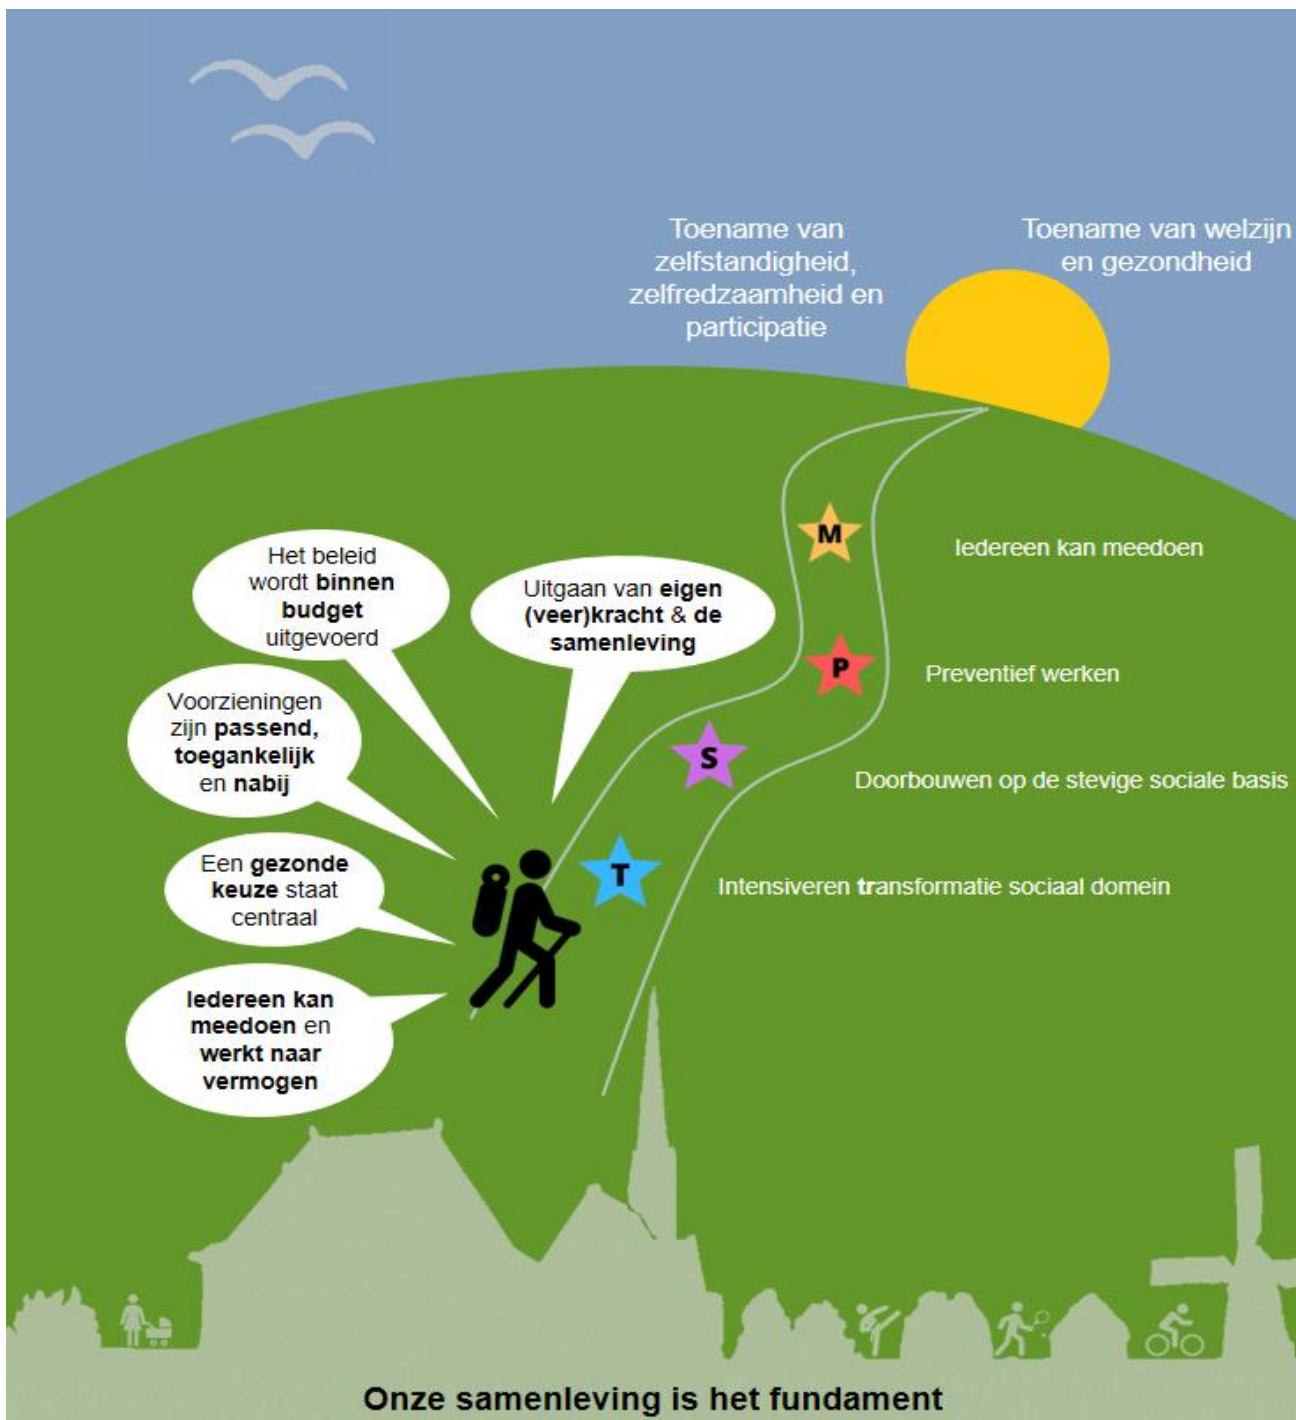 Toename van
zelfstandigheid,
zelfredzaamheid en
participatie
Toename van welzijn
en gezondheid
M
Iedereen kan meedoen
P
Preventief werken
S
Doorbouwen op de stevige sociale basis
T
Intensiveren transformatie sociaal domein
Het beleid
wordt binnen
budget
uitgevoerd
Uitgaan van eigen
(veer)kracht & de
samenleving
Voorzieningen
zijn passend,
toegankelijk
en nabij
Een gezonde
keuze staat
centraal
Iedereen kan
meedoen en
werkt naar
vermogen
Onze samenleving is het fundament